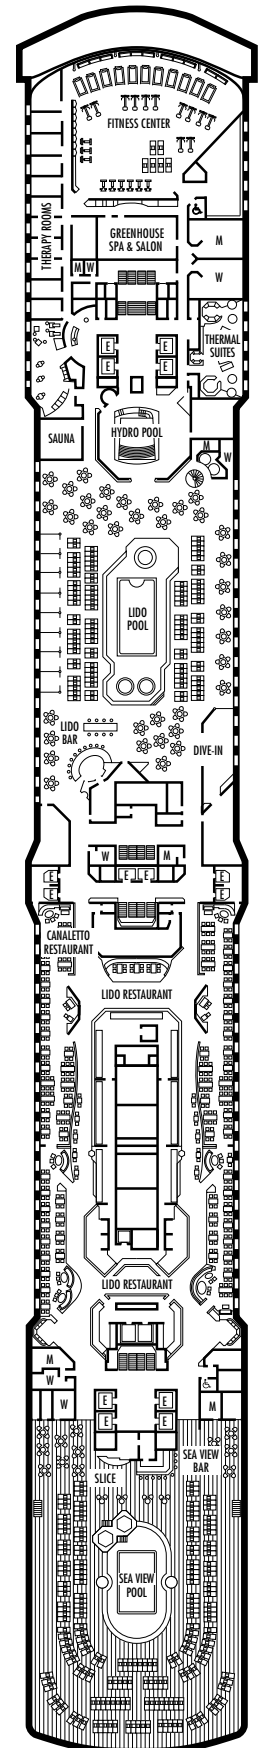 FITNESS CENTER
THERAPY ROOMS
GREENHOUSE
SPA & SALON
M
W
M W
THERMAL
SUITES
E
E
E
E
SAUNA
HYDRO POOL
M
W
LIDO
POOL
LIDO
BAR
DIVE-IN
W
M
E
E
E
E
E
E
CANALETTO
RESTAURANT
LIDO RESTAURANT
LIDO RESTAURANT
M
W
W
M
E
E
E
E
SEA VIEW
BAR
SLICE
SEA VIEW
POOL